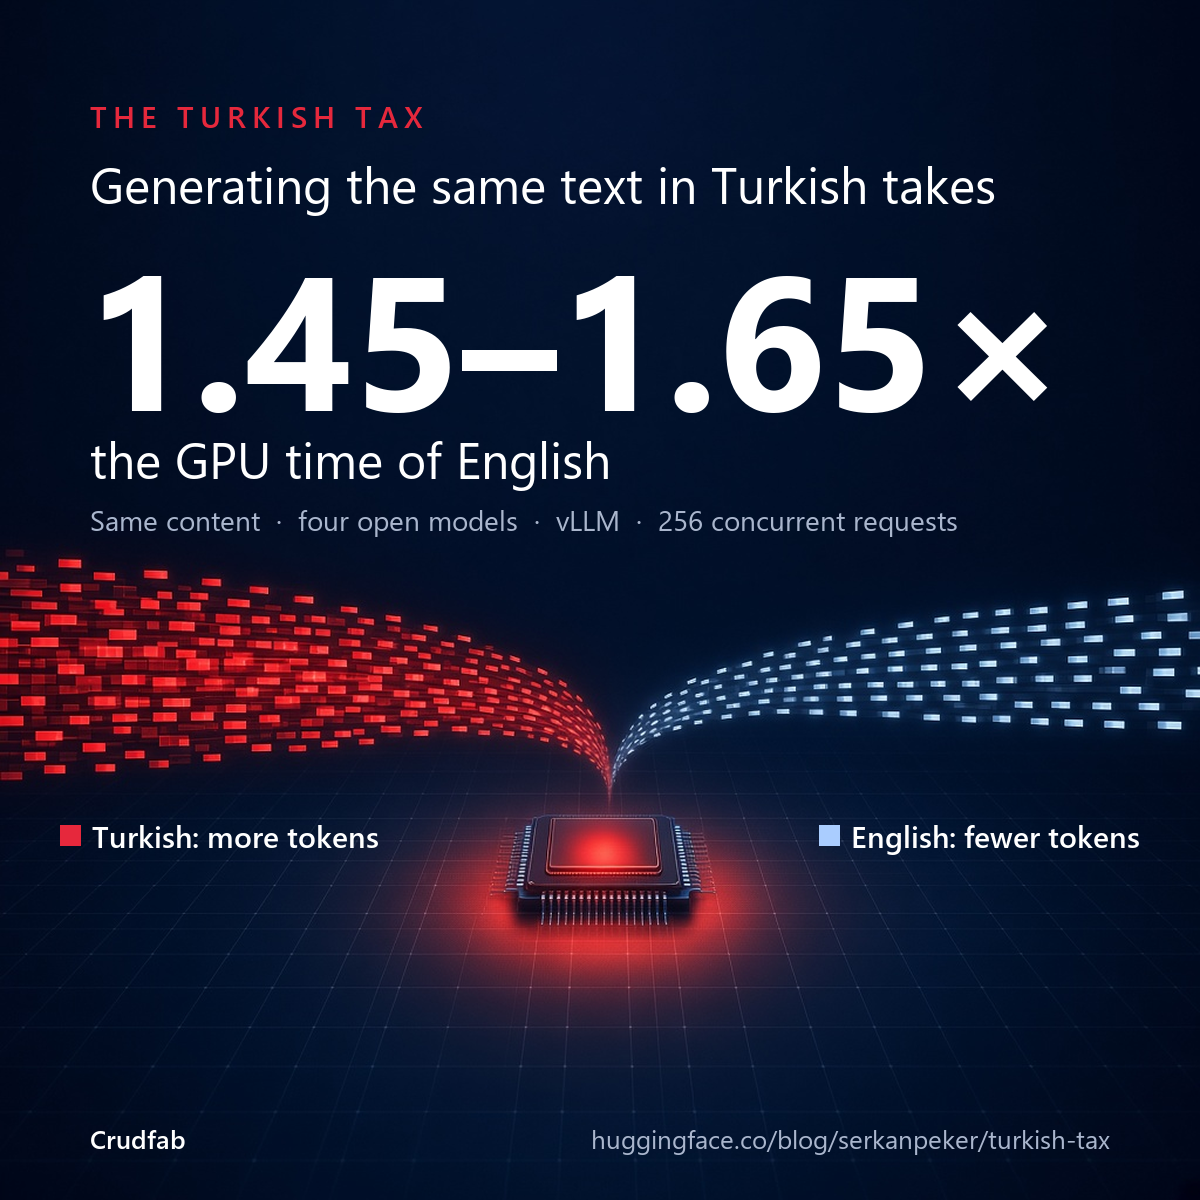 THE TURKISH TAX
Generating the same text in Turkish takes
1.45–1.65×
the GPU time of English
Same content · four open models · vLLM · 256 concurrent requests
Turkish: more tokens
English: fewer tokens
Crudfab
huggingface.co/blog/serkanpeker/turkish-tax